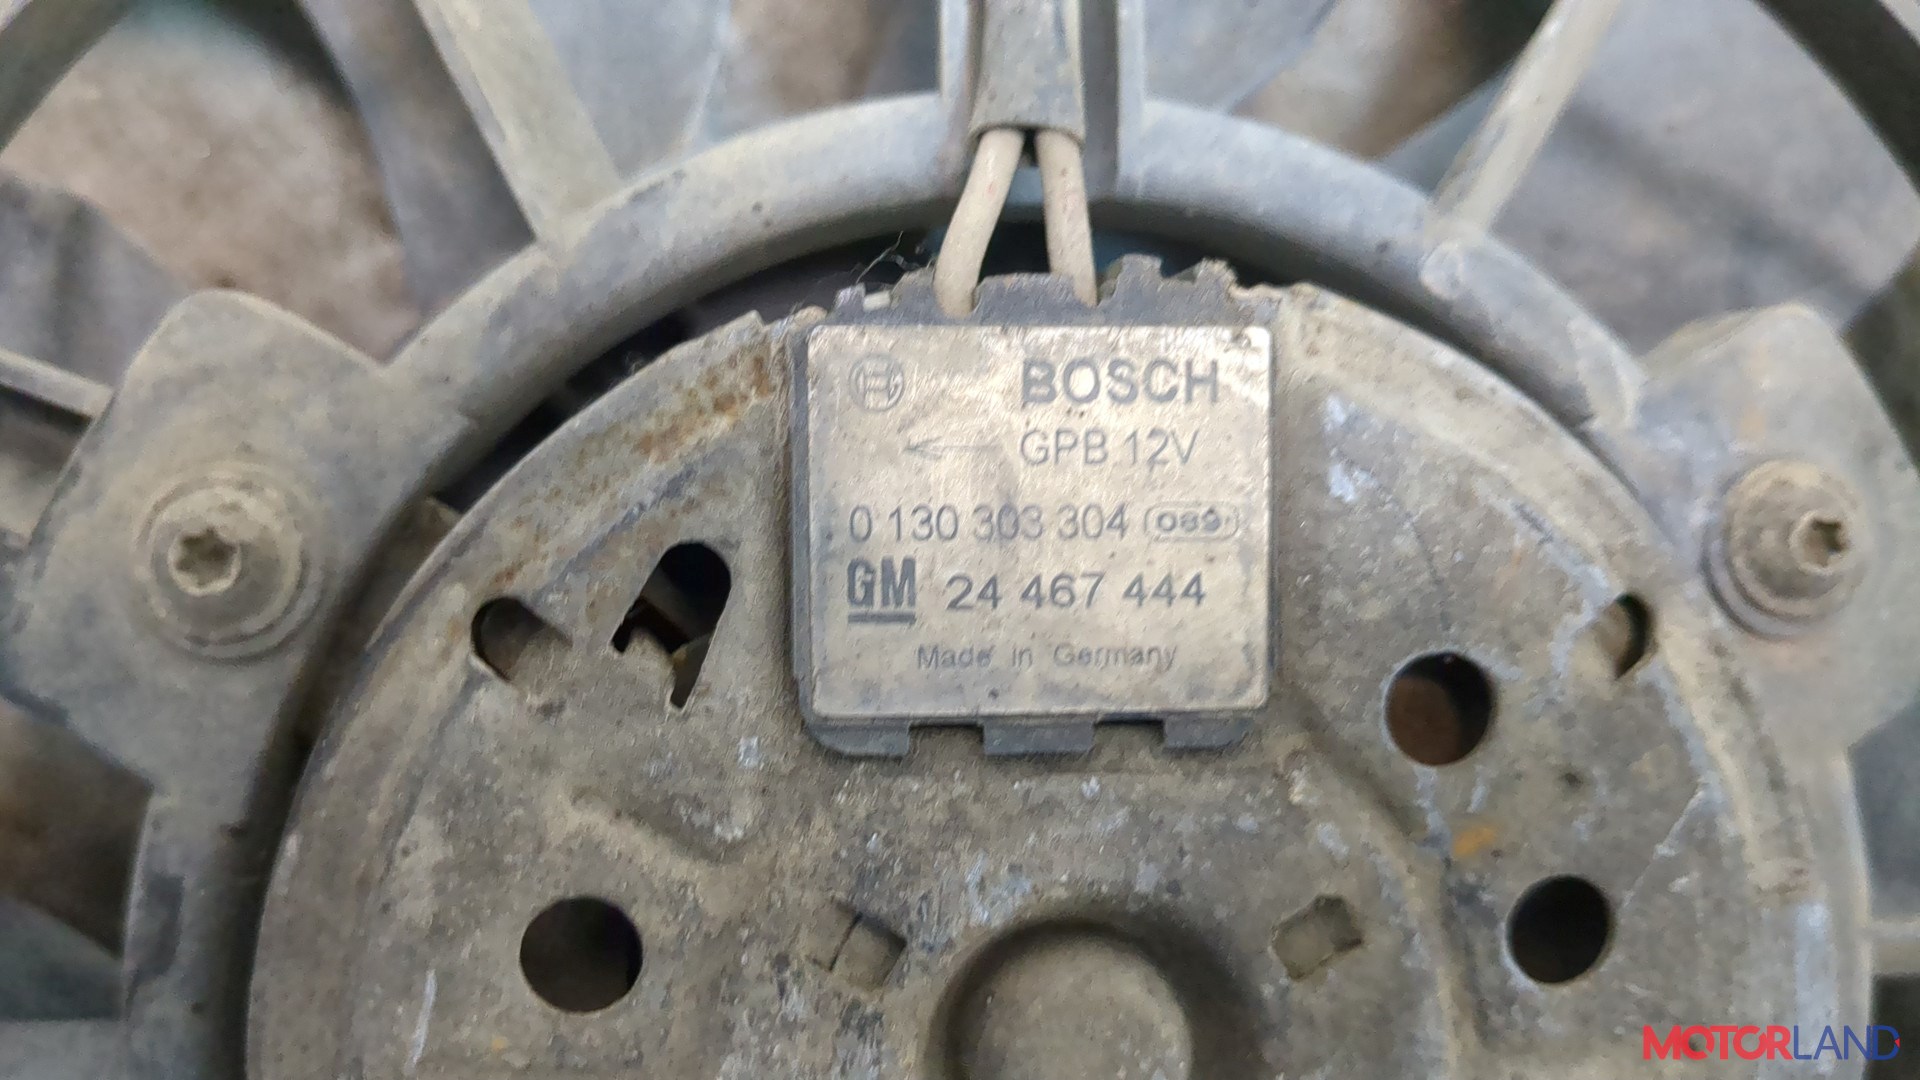 BOSCH
GPB 12V
0 130 303 304 089
GM 24 467 444
Made in Germany
MOTORLAND